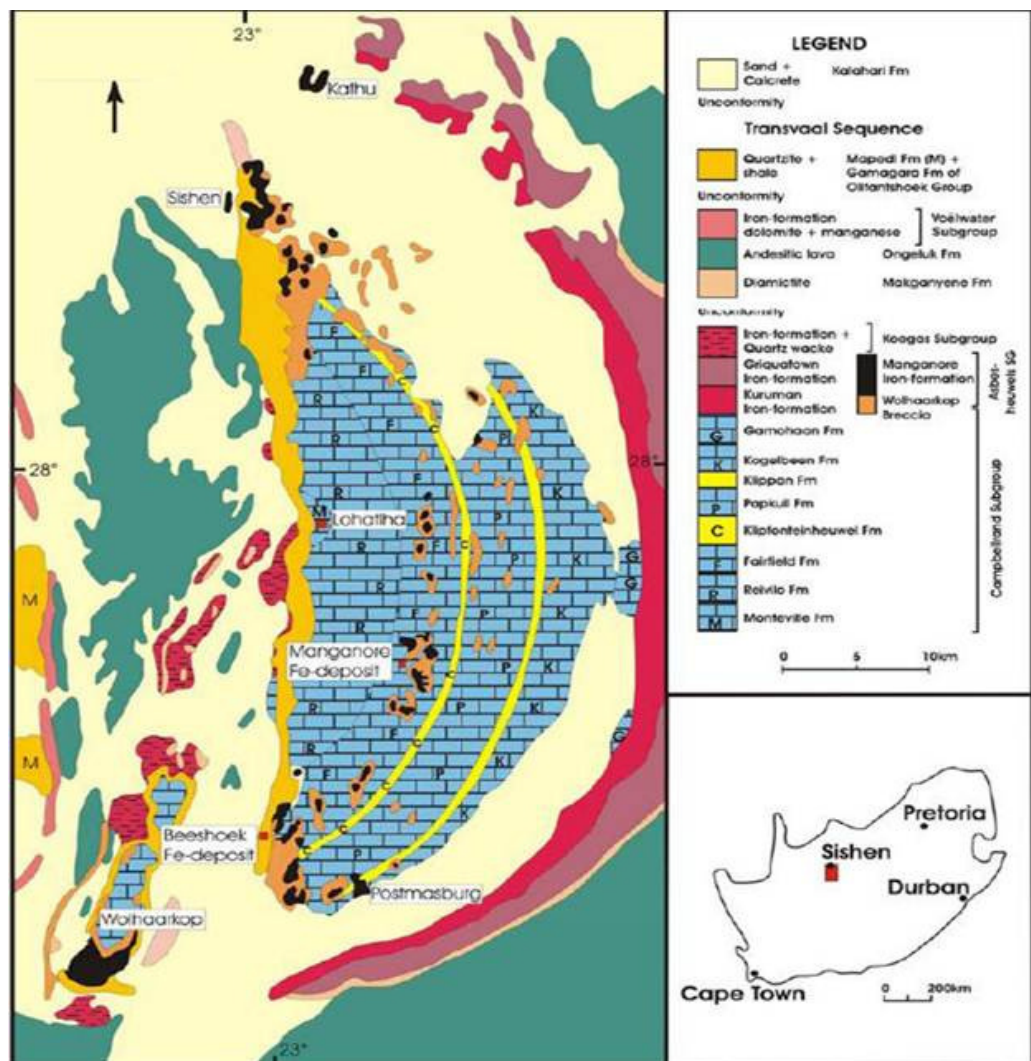 23°
Kathu
Sishen
28°
28°
M
Lohatlha
Manganore
Fe-deposit
M
Beeshoek
Fe-deposit
Postmasburg
Wolhaarkop
23°
F
C
R
P
K
G
LEGEND
Sand +
Calcrete
Kalahari Fm
Unconformity
Transvaal Sequence
Quartzite +
shale
Mapedi Fm (M) +
Gamagara Fm of
Olifantshoek Group
Unconformity
Iron-formation
dolomite + manganese
Voëlwater
Subgroup
Andesitic lava
Ongeluk Fm
Diamictite
Makganyene Fm
Unconformity
Iron-formation +
Quartz wacke
Koegas Subgroup
Griquatown
Iron-formation
Manganore
Iron-formation
Asbes-
heuwels SG
Kuruman
Iron-formation
Wolhaarkop
Breccia
G
Gamohaan Fm
K
Kogelbeen Fm
Klippan Fm
P
Papkuil Fm
C
Klipfonteinheuwel Fm
F
Fairfield Fm
R
Reivilo Fm
M
Monteville Fm
Campbellrand Subgroup
0 5 10km
Pretoria
Sishen
Durban
Cape Town
0 200km